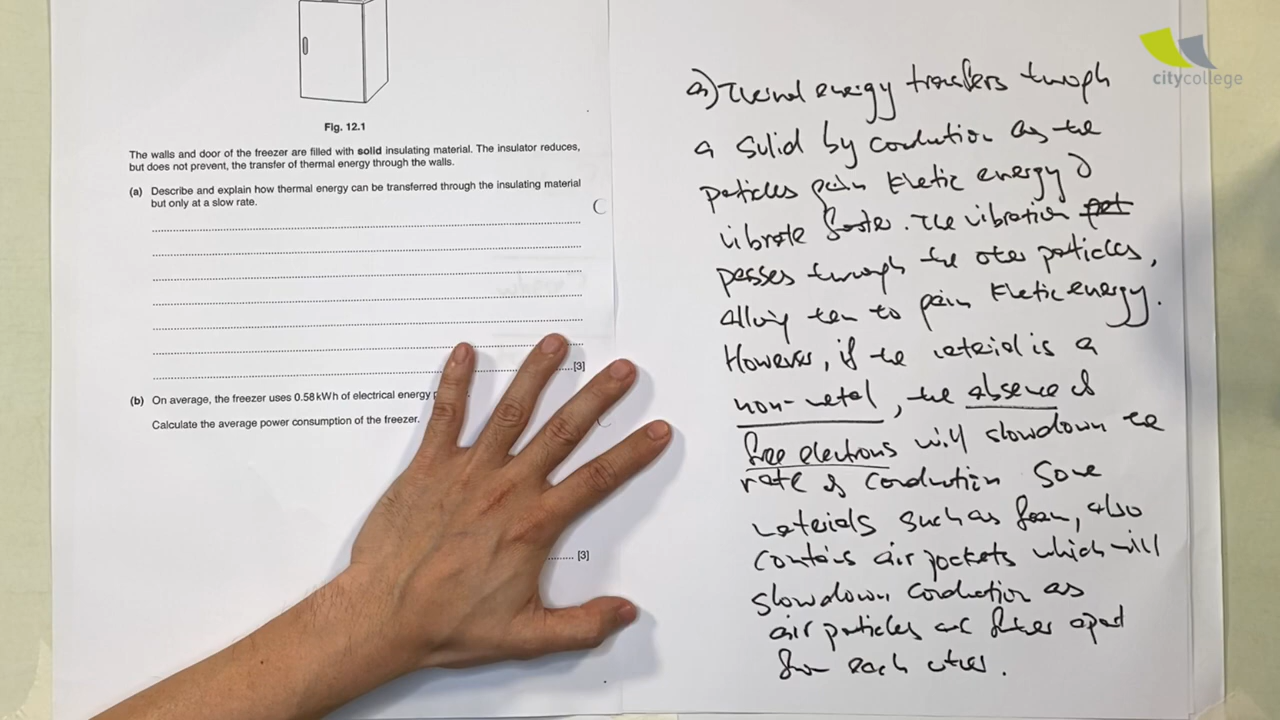 Fig. 12.1
The walls and door of the freezer are filled with solid insulating material. The insulator reduces,
but does not prevent, the transfer of thermal energy through the walls.
(a) Describe and explain how thermal energy can be transferred through the insulating material
but only at a slow rate.
[3]
(b) On average, the freezer uses 0.58 kWh of electrical energy p
Calculate the average power consumption of the freezer.
[3]
citycollege
a) Thermal energy transfers through
a solid by conduction as the
particles gain kinetic energy &
vibrate faster. The vibration
passes through the other particles,
allowing them to gain kinetic energy.
However, if the material is a
non-metal, the absence of
free electrons will slowdown the
rate of conduction Some
materials such as foam, also
contains air pockets which will
slowdown conduction as
air particles are further apart
from each other.